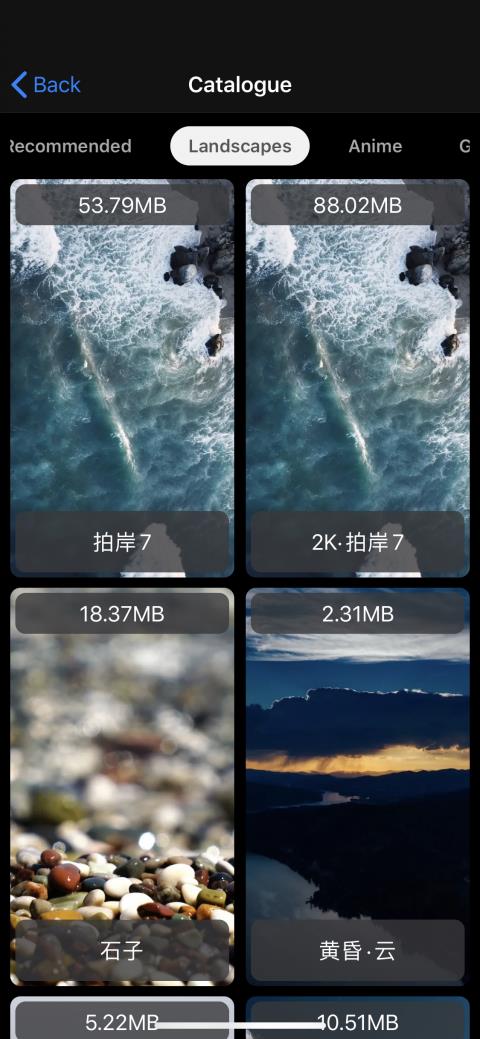 Back
Catalogue
Recommended
Landscapes
Anime
G
53.79MB
88.02MB
拍岸7
2K·拍岸7
18.37MB
2.31MB
石子
黄昏·云
5.22MB
10.51MB